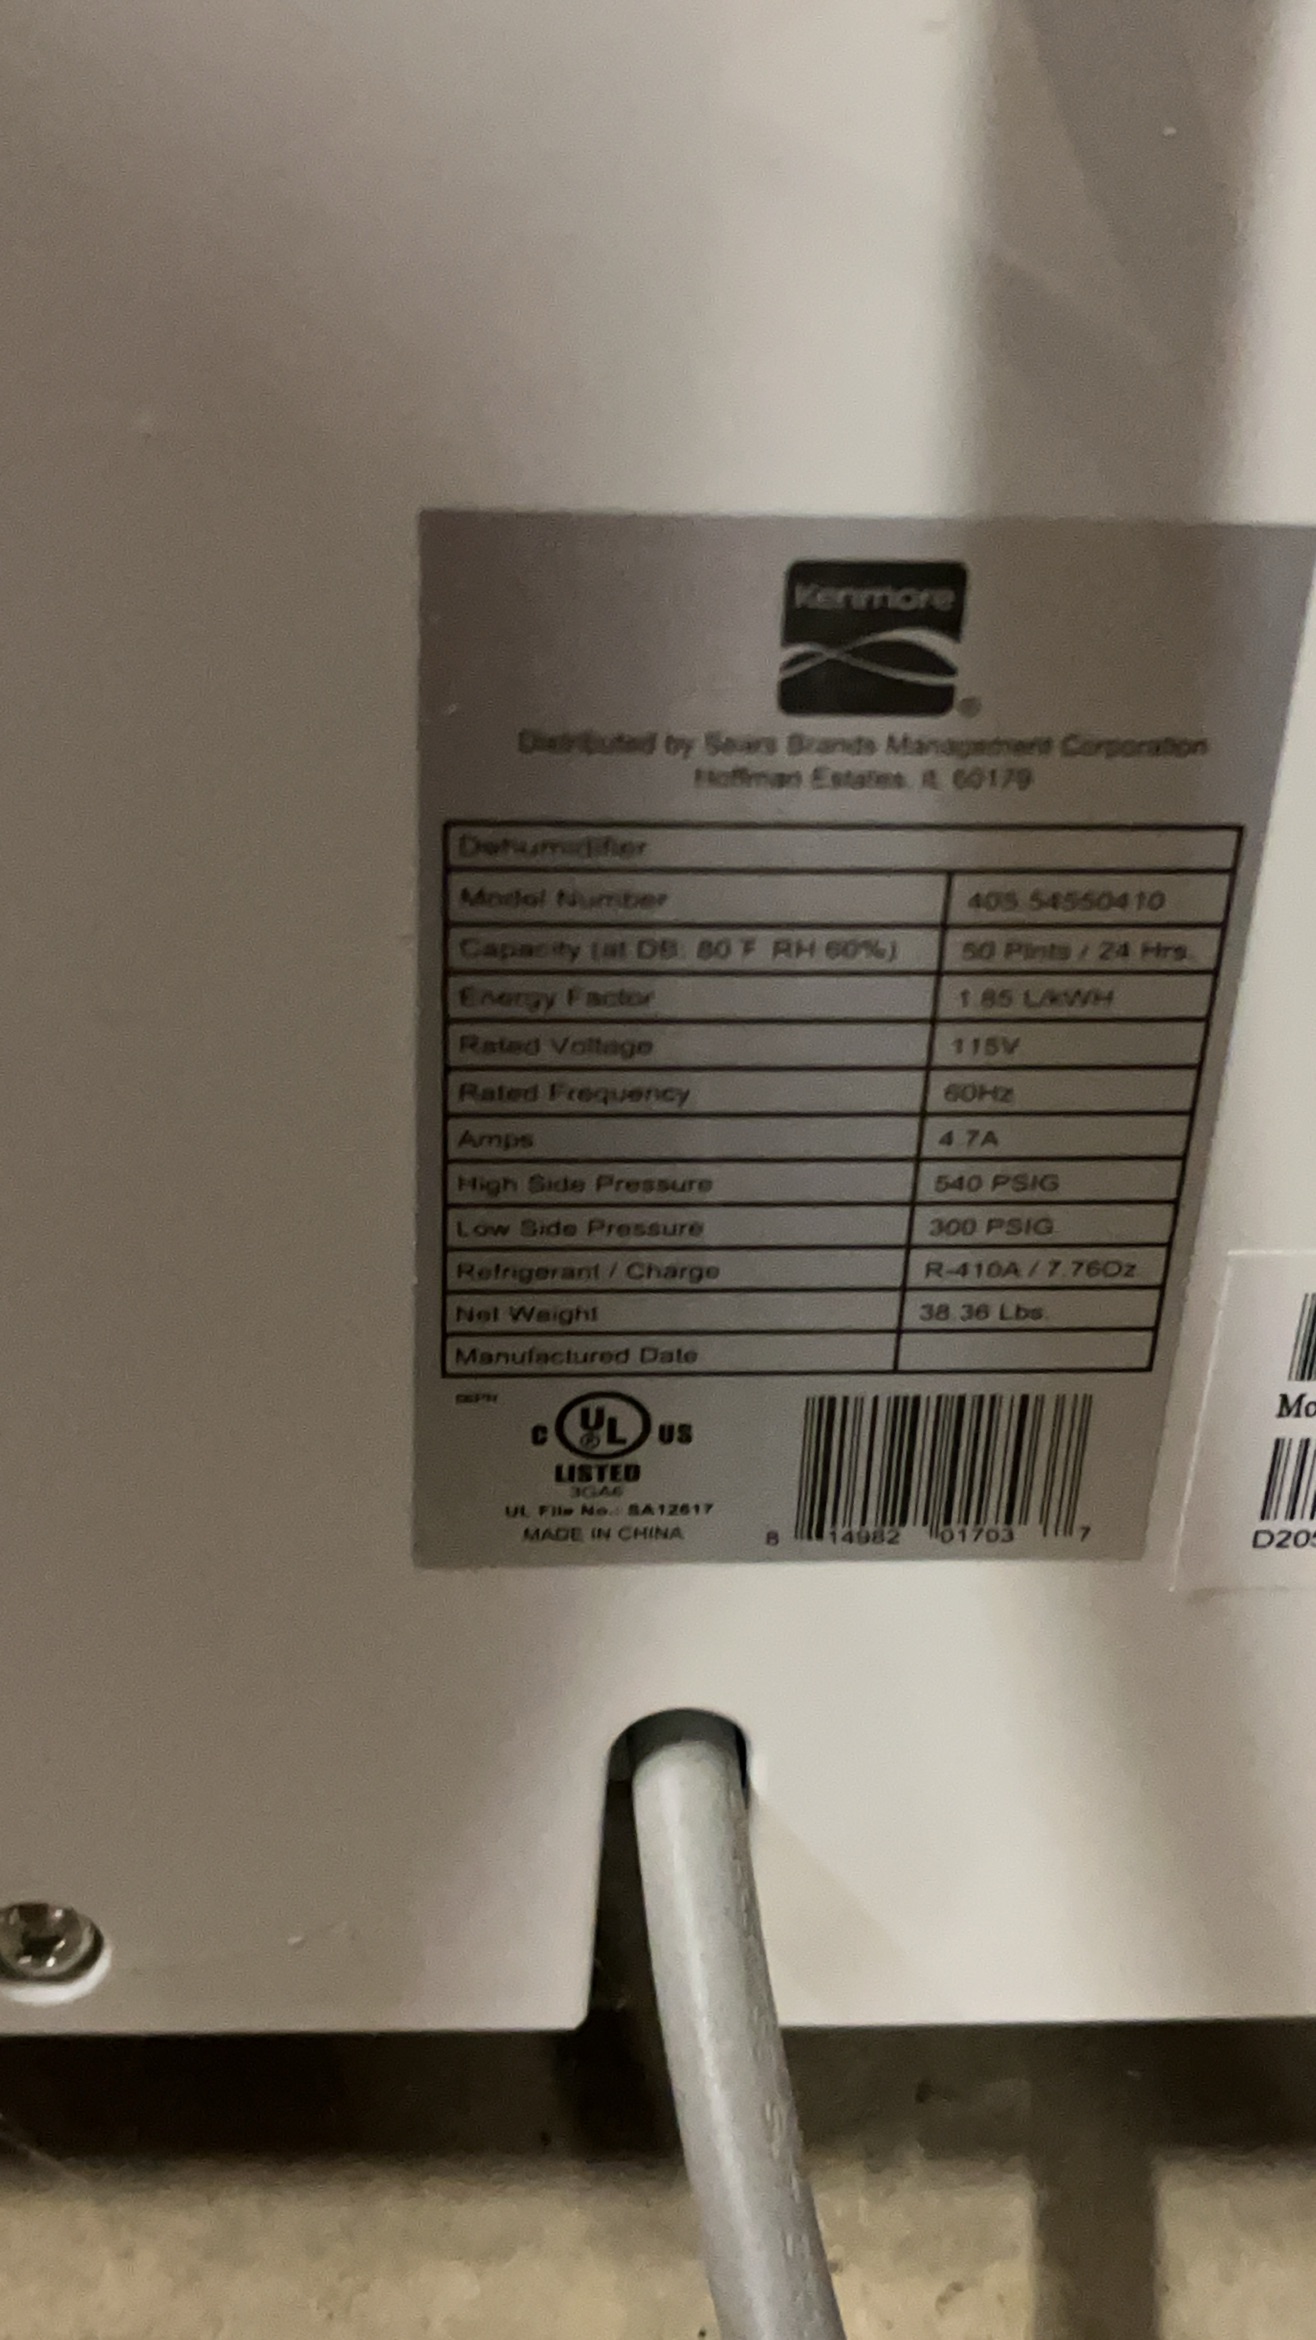 Kenmore
®
Distributed by Sears Brands Management Corporation
Hoffman Estates, IL 60179
Dehumidifier
Model Number 405.54550410
Capacity (at DB: 80 F RH 60%) 50 Pints / 24 Hrs.
Energy Factor 1.85 L/kWH
Rated Voltage 115V
Rated Frequency 60Hz
Amps 4.7A
High Side Pressure 540 PSIG
Low Side Pressure 300 PSIG
Refrigerant / Charge R-410A / 7.76Oz
Net Weight 38.36 Lbs.
Manufactured Date
C UL ® US
LISTED
3GA6
UL File No.: SA12617
MADE IN CHINA
8 14982 01703 7
Mo
D205